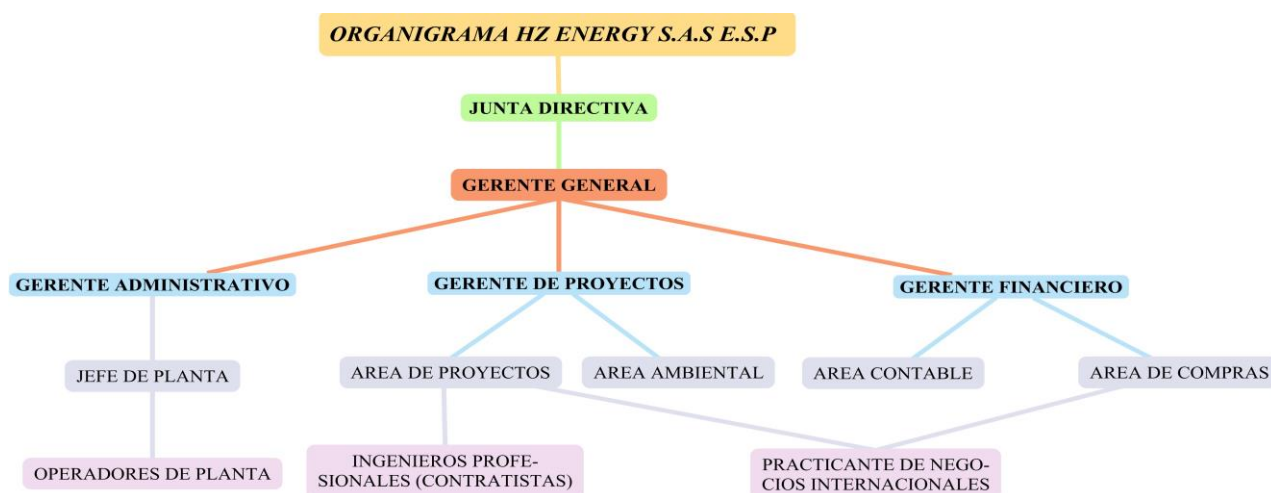 ORGANIGRAMA HZ ENERGY S.A.S E.S.P
JUNTA DIRECTIVA
GERENTE GENERAL
GERENTE ADMINISTRATIVO
GERENTE DE PROYECTOS
GERENTE FINANCIERO
JEFE DE PLANTA
AREA DE PROYECTOS
AREA AMBIENTAL
AREA CONTABLE
AREA DE COMPRAS
OPERADORES DE PLANTA
INGENIEROS PROFE-
SIONALES (CONTRATISTAS)
PRACTICANTE DE NEGO-
CIOS INTERNACIONALES